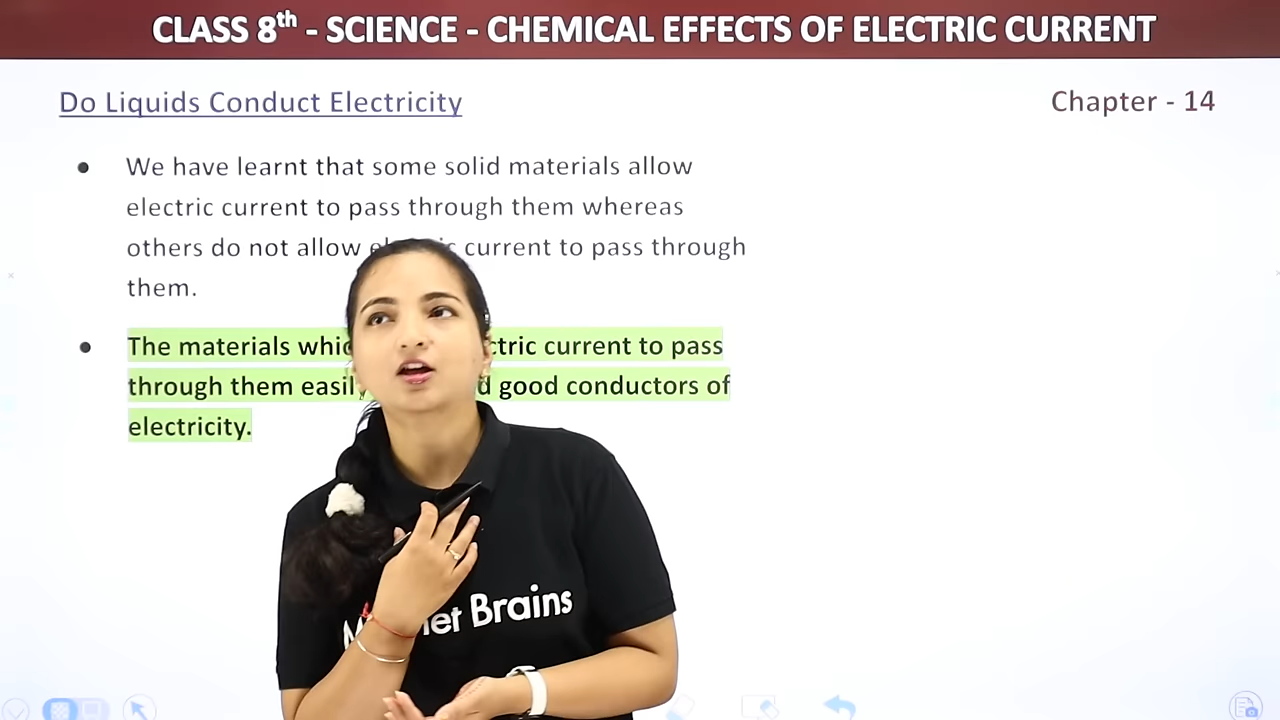 CLASS 8th - SCIENCE - CHEMICAL EFFECTS OF ELECTRIC CURRENT
Do Liquids Conduct Electricity
Chapter - 14
We have learnt that some solid materials allow
electric current to pass through them whereas
others do not allow current to pass through
them.
The materials current to pass
through them good conductors of
electricity.
Brains